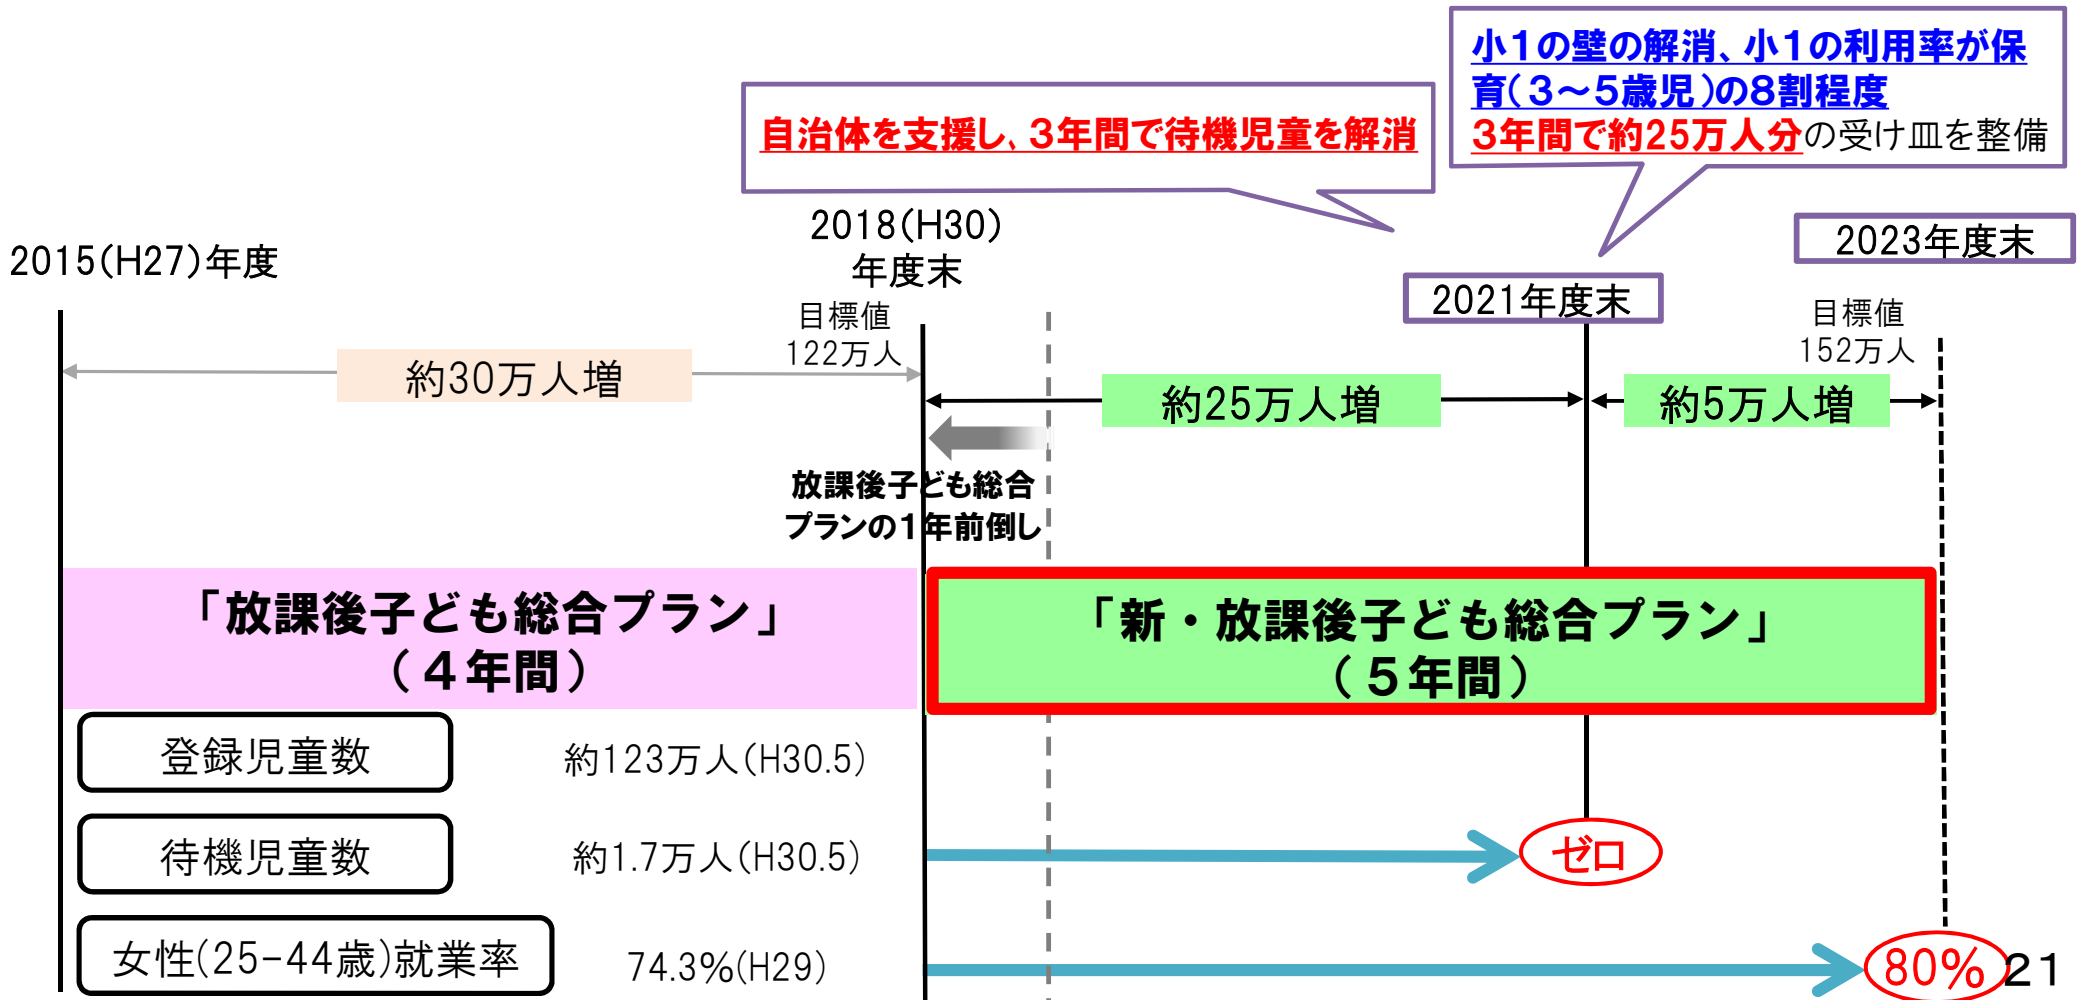 小1の壁の解消、小1の利用率が保
育(3～5歳児)の8割程度
3年間で約25万人分の受け皿を整備
自治体を支援し、3年間で待機児童を解消
2015(H27)年度
2018(H30)
年度末
2021年度末
2023年度末
目標値
122万人
目標値
152万人
約30万人増
約25万人増
約5万人増
放課後子ども総合
プランの1年前倒し
「放課後子ども総合プラン」
(4年間)
「新・放課後子ども総合プラン」
(5年間)
登録児童数
約123万人(H30.5)
待機児童数
約1.7万人(H30.5)
ゼロ
女性(25-44歳)就業率
74.3%(H29)
80%
21